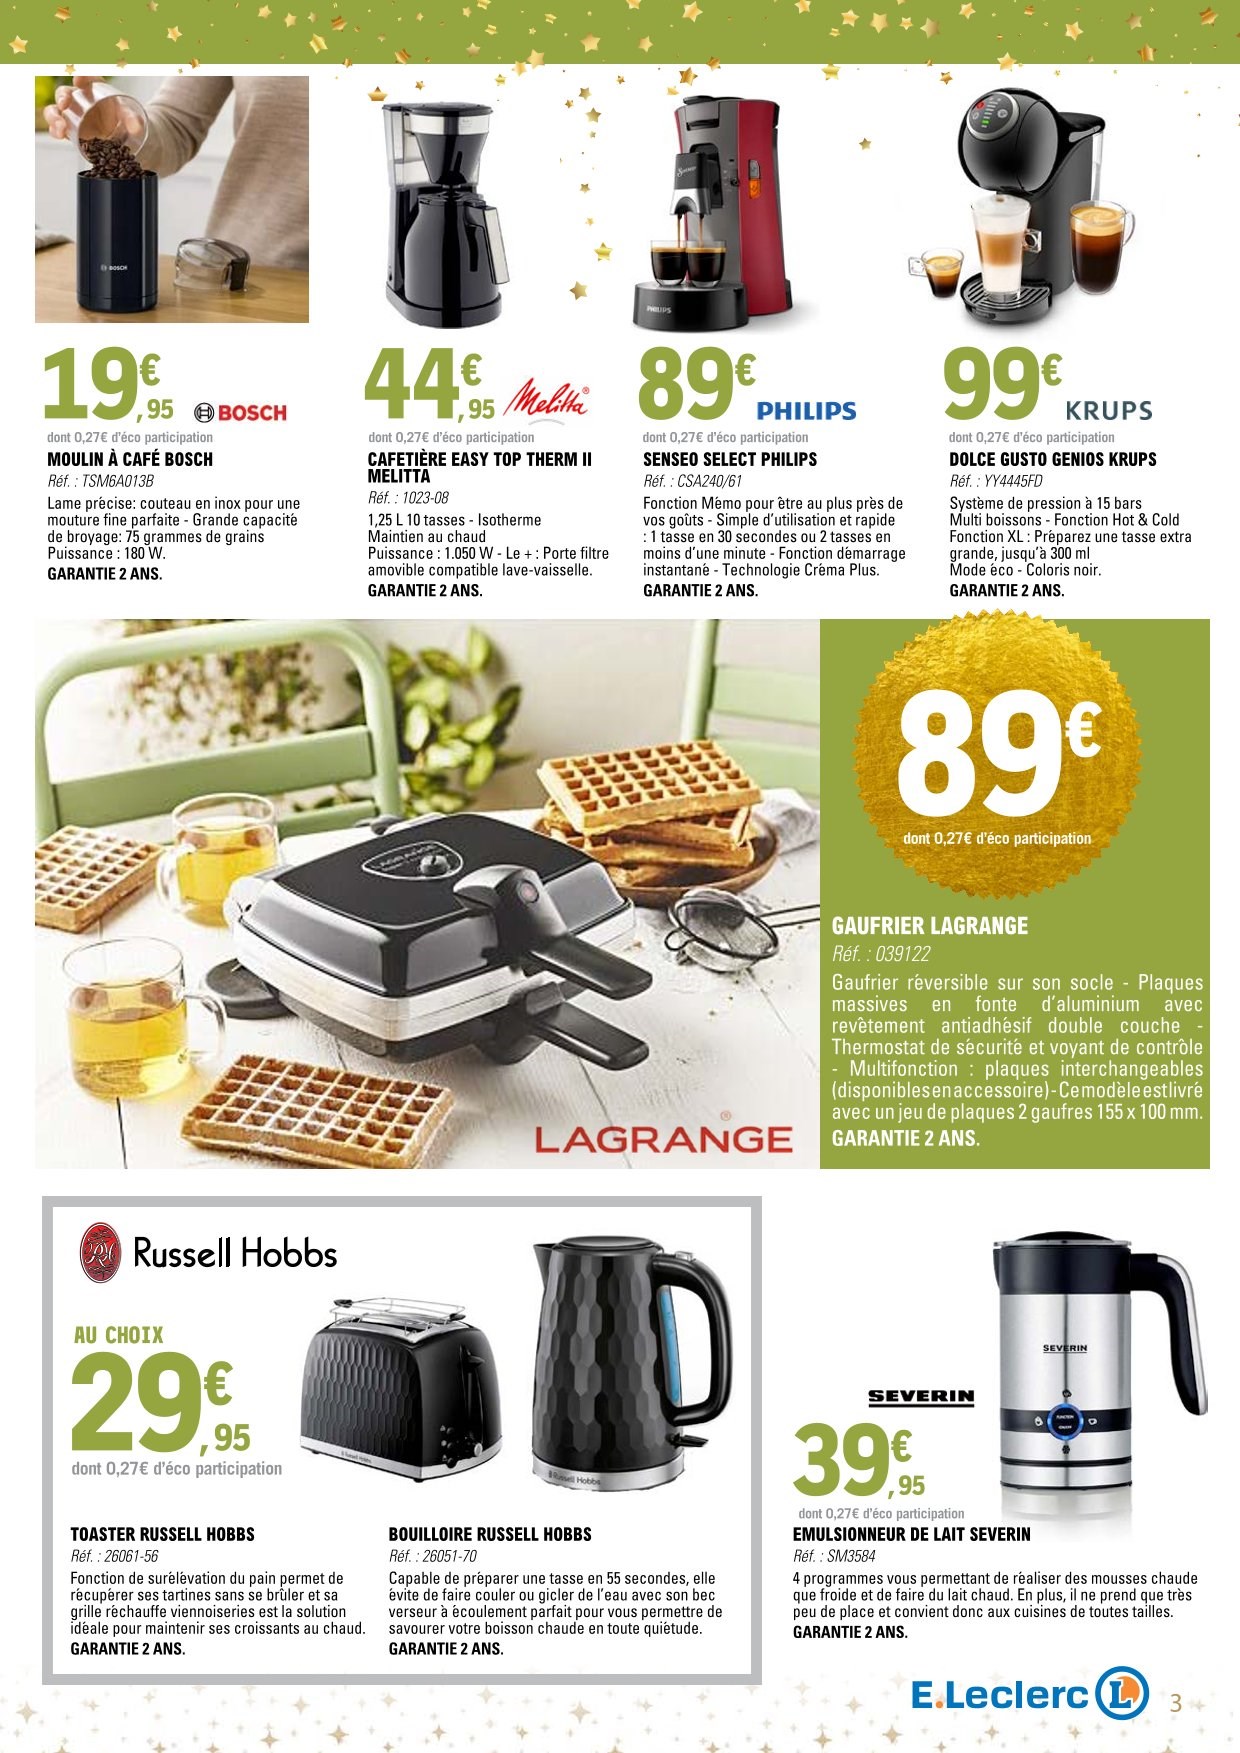 BOSCH
PHILIPS
19€,95
BOSCH
dont 0,27€ d'éco participation
MOULIN À CAFÉ BOSCH
Réf. : TSM6A013B
Lame précise: couteau en inox pour une
mouture fine parfaite - Grande capacité
de broyage: 75 grammes de grains
Puissance : 180 W.
GARANTIE 2 ANS.
44€,95
Melitta®
dont 0,27€ d'éco participation
CAFETIÈRE EASY TOP THERM II
MELITTA
Réf. : 1023-08
1,25 L 10 tasses - Isotherme
Maintien au chaud
Puissance : 1.050 W - Le + : Porte filtre
amovible compatible lave-vaisselle.
GARANTIE 2 ANS.
89€
PHILIPS
dont 0,27€ d'éco participation
SENSEO SELECT PHILIPS
Réf. : CSA240/61
Fonction Mémo pour être au plus près de
vos goûts - Simple d'utilisation et rapide
: 1 tasse en 30 secondes ou 2 tasses en
moins d'une minute - Fonction démarrage
instantané - Technologie Créma Plus.
GARANTIE 2 ANS.
99€
KRUPS
dont 0,27€ d'éco participation
DOLCE GUSTO GENIOS KRUPS
Réf. : YY4445FD
Système de pression à 15 bars
Multi boissons - Fonction Hot & Cold
Fonction XL : Préparez une tasse extra
grande, jusqu'à 300 ml
Mode éco - Coloris noir.
GARANTIE 2 ANS.
LAGRANGE
LAGRANGE®
89€
dont 0,27€ d'éco participation
GAUFRIER LAGRANGE
Réf. : 039122
Gaufrier réversible sur son socle - Plaques
massives en fonte d'aluminium avec
revêtement antiadhésif double couche -
Thermostat de sécurité et voyant de contrôle
- Multifonction : plaques interchangeables
(disponibles en accessoire) - Ce modèle est livré
avec un jeu de plaques 2 gaufres 155 x 100 mm.
GARANTIE 2 ANS.
RH Russell Hobbs
AU CHOIX
29€,95
dont 0,27€ d'éco participation
Russell Hobbs
Russell Hobbs
TOASTER RUSSELL HOBBS
Réf. : 26061-56
Fonction de surélévation du pain permet de
récupérer ses tartines sans se brûler et sa
grille réchauffe viennoiseries est la solution
idéale pour maintenir ses croissants au chaud.
GARANTIE 2 ANS.
BOUILLOIRE RUSSELL HOBBS
Réf. : 26051-70
Capable de préparer une tasse en 55 secondes, elle
évite de faire couler ou gicler de l'eau avec son bec
verseur à écoulement parfait pour vous permettre de
savourer votre boisson chaude en toute quiétude.
GARANTIE 2 ANS.
SEVERIN
SEVERIN
39€,95
dont 0,27€ d'éco participation
EMULSIONNEUR DE LAIT SEVERIN
Réf. : SM3584
4 programmes vous permettant de réaliser des mousses chaude
que froide et de faire du lait chaud. En plus, il ne prend que très
peu de place et convient donc aux cuisines de toutes tailles.
GARANTIE 2 ANS.
E.Leclerc L
3